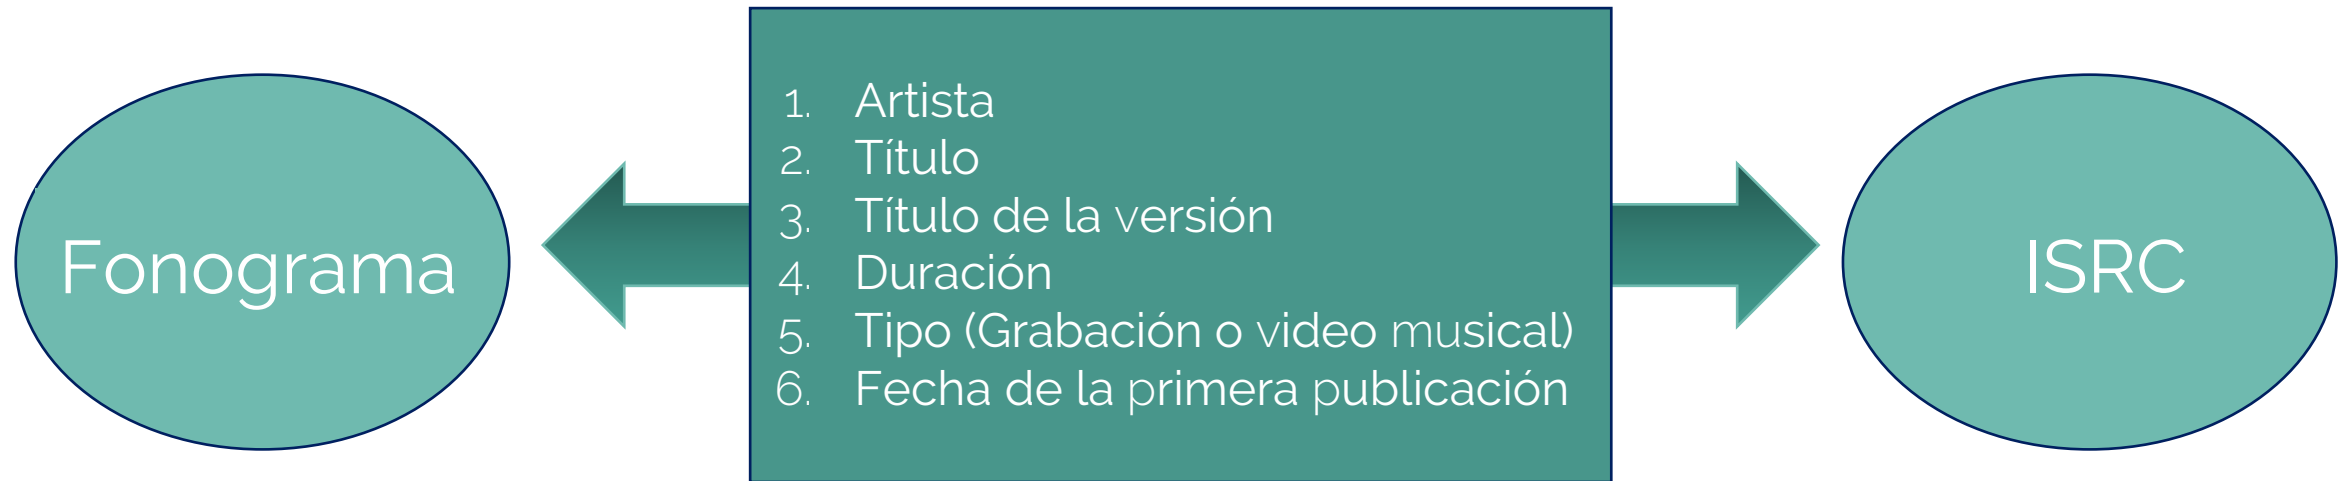 Fonograma
1. Artista
2. Título
3. Título de la versión
4. Duración
5. Tipo (Grabación o video musical)
6. Fecha de la primera publicación
ISRC